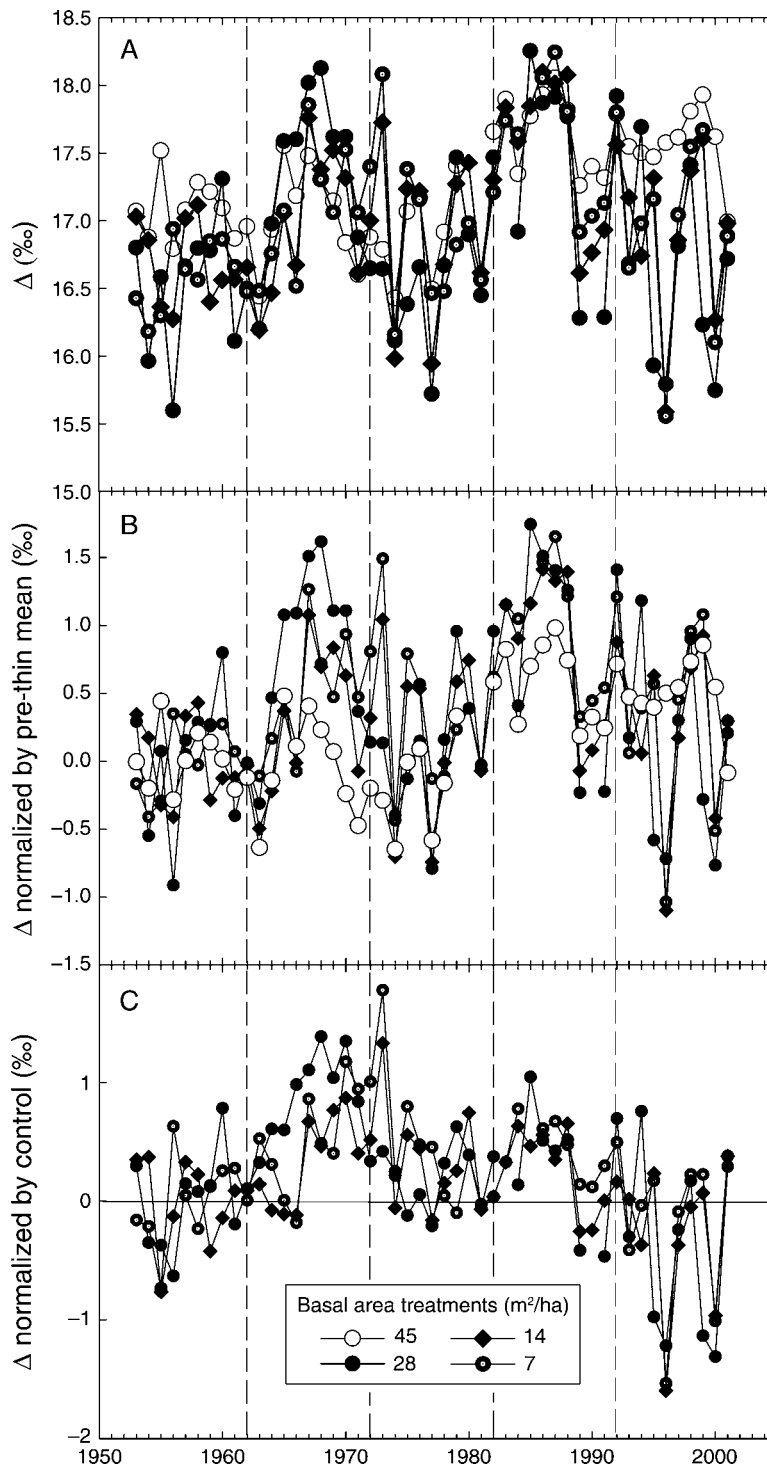 A
18.5
18.0
17.5
17.0
16.5
16.0
15.5
15.0
Δ (‰)
B
1.5
1.0
0.5
0.0
−0.5
−1.0
−1.5
Δ normalized by pre-thin mean (‰)
C
1
0
−1
−2
Δ normalized by control (‰)
Basal area treatments (m²/ha)
45 14
28 7
1950 1960 1970 1980 1990 2000